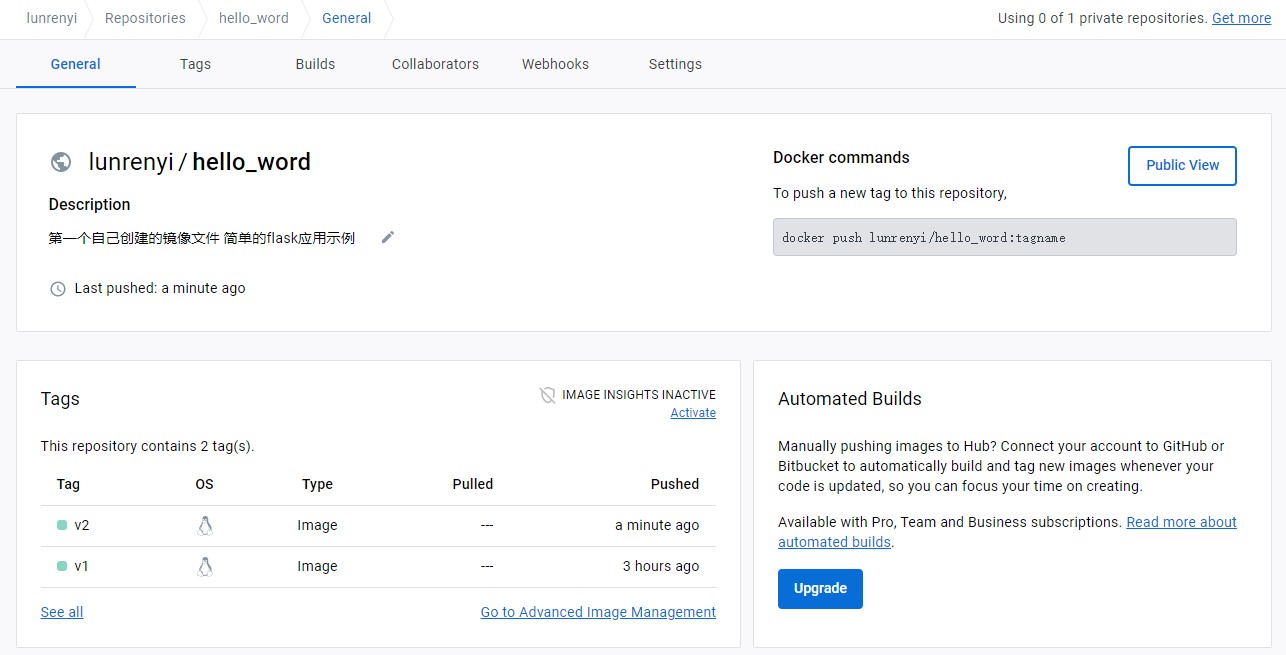 lunrenyi Repositories hello_word General Using 0 of 1 private repositories. Get more
General Tags Builds Collaborators Webhooks Settings
lunrenyi / hello_word
Description
第一个自己创建的镜像文件 简单的flask应用示例
Last pushed: a minute ago
Docker commands
Public View
To push a new tag to this repository,
docker push lunrenyi/hello_word:tagname
Tags
IMAGE INSIGHTS INACTIVE
Activate
This repository contains 2 tag(s).
Tag OS Type Pulled Pushed
v2 Image --- a minute ago
v1 Image --- 3 hours ago
See all Go to Advanced Image Management
Automated Builds
Manually pushing images to Hub? Connect your account to GitHub or
Bitbucket to automatically build and tag new images whenever your
code is updated, so you can focus your time on creating.
Available with Pro, Team and Business subscriptions. Read more about
automated builds.
Upgrade